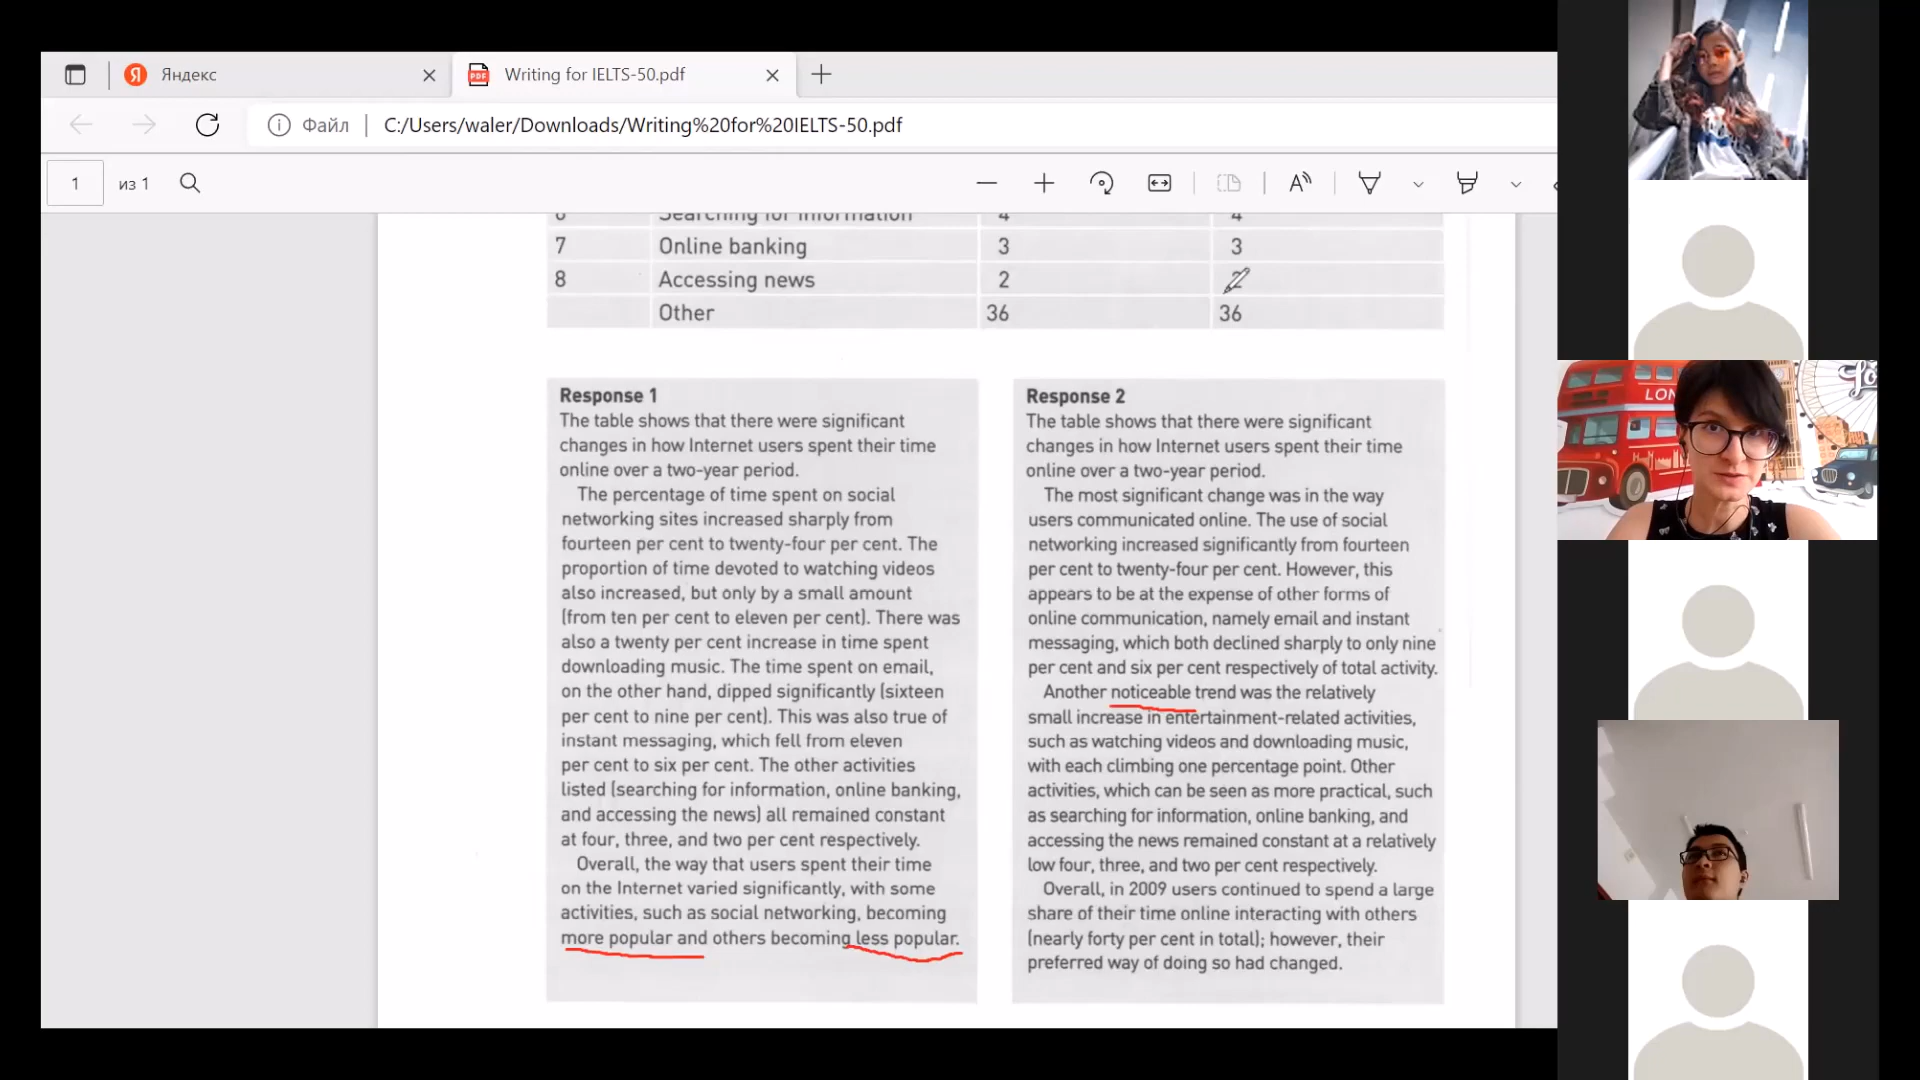 Яндекс
Writing for IELTS-50.pdf
Файл
C:/Users/waler/Downloads/Writing%20for%20IELTS-50.pdf
1 из 1
6 Searching for information 4 4
7 Online banking 3 3
8 Accessing news 2 2
Other 36 36
Response 1
The table shows that there were significant
changes in how Internet users spent their time
online over a two-year period.
The percentage of time spent on social
networking sites increased sharply from
fourteen per cent to twenty-four per cent. The
proportion of time devoted to watching videos
also increased, but only by a small amount
(from ten per cent to eleven per cent). There was
also a twenty per cent increase in time spent
downloading music. The time spent on email,
on the other hand, dipped significantly (sixteen
per cent to nine per cent). This was also true of
instant messaging, which fell from eleven
per cent to six per cent. The other activities
listed (searching for information, online banking,
and accessing the news) all remained constant
at four, three, and two per cent respectively.
Overall, the way that users spent their time
on the Internet varied significantly, with some
activities, such as social networking, becoming
more popular and others becoming less popular.
Response 2
The table shows that there were significant
changes in how Internet users spent their time
online over a two-year period.
The most significant change was in the way
users communicated online. The use of social
networking increased significantly from fourteen
per cent to twenty-four per cent. However, this
appears to be at the expense of other forms of
online communication, namely email and instant
messaging, which both declined sharply to only nine
per cent and six per cent respectively of total activity.
Another noticeable trend was the relatively
small increase in entertainment-related activities,
such as watching videos and downloading music,
with each climbing one percentage point. Other
activities, which can be seen as more practical, such
as searching for information, online banking, and
accessing the news remained constant at a relatively
low four, three, and two per cent respectively.
Overall, in 2009 users continued to spend a large
share of their time online interacting with others
(nearly forty per cent in total); however, their
preferred way of doing so had changed.
LON
Lo